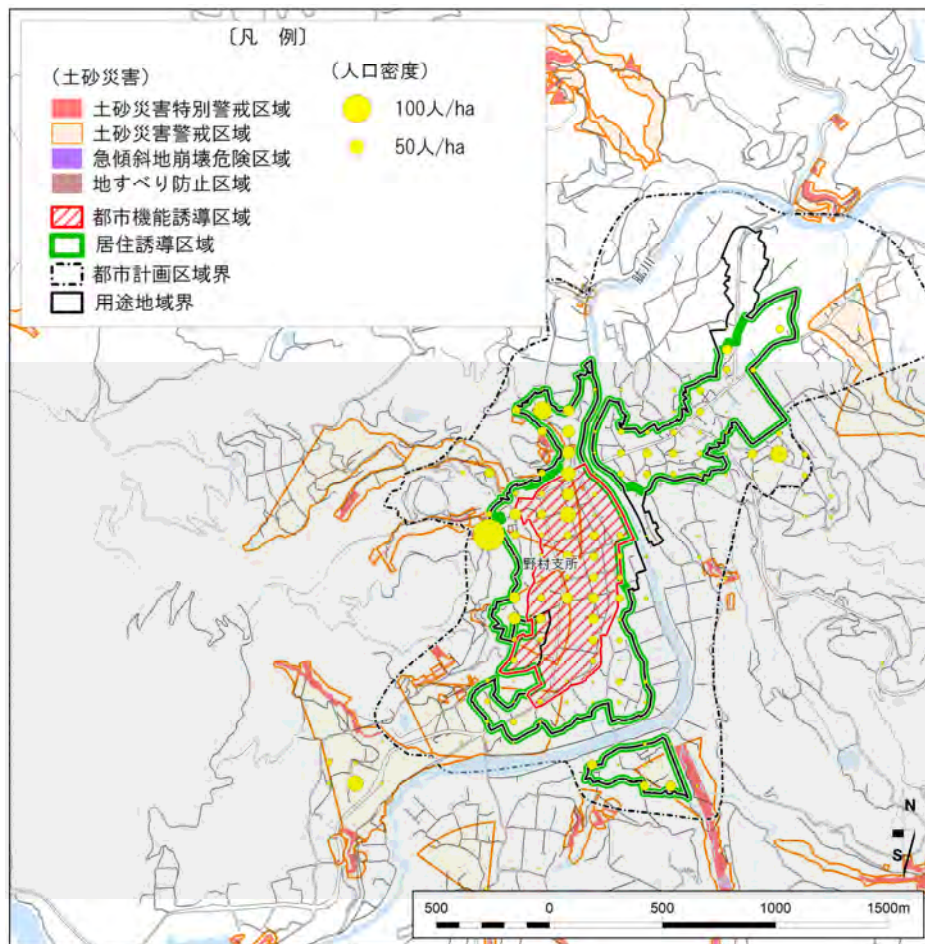 〔凡　例〕
（土砂災害）
土砂災害特別警戒区域
土砂災害警戒区域
急傾斜地崩壊危険区域
地すべり防止区域
都市機能誘導区域
居住誘導区域
都市計画区域界
用途地域界
（人口密度）
100人/ha
50人/ha
野村支所
N
S
500
0
500
1000
1500m